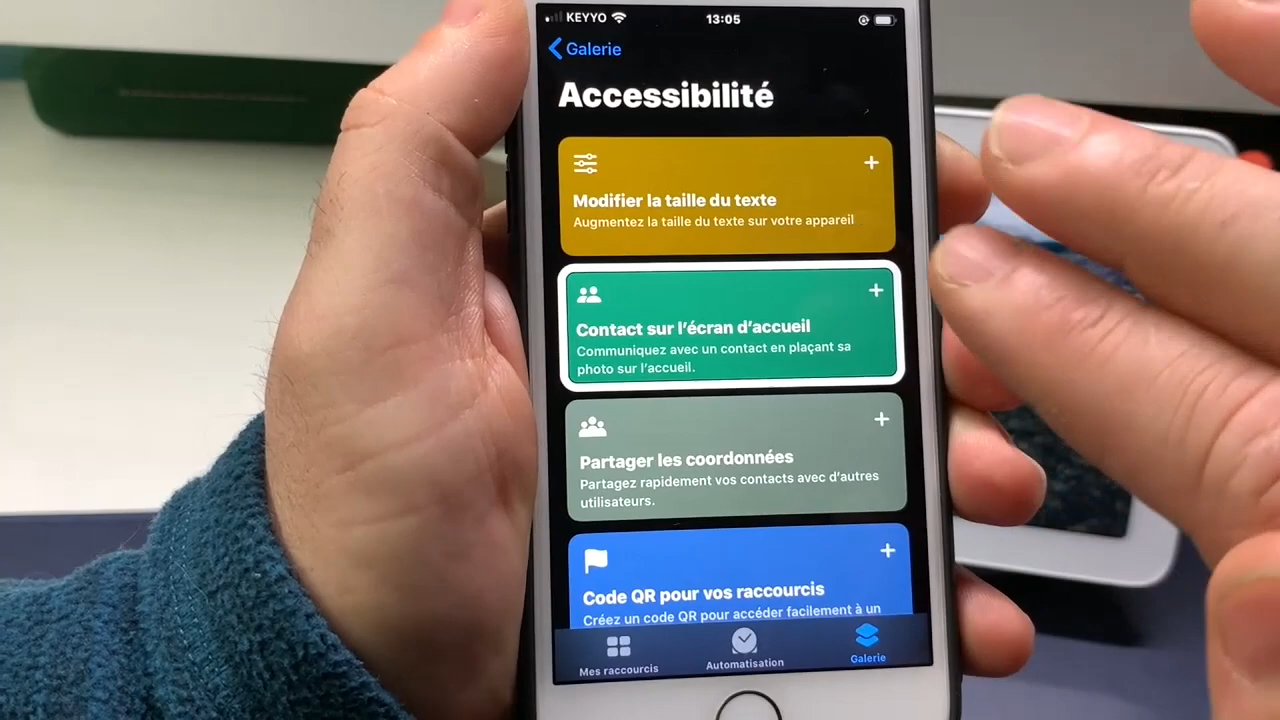 KEYYO 13:05
Galerie
Accessibilité
Modifier la taille du texte
Augmentez la taille du texte sur votre appareil
Contact sur l'écran d'accueil
Communiquez avec un contact en plaçant sa
photo sur l'accueil.
Partager les coordonnées
Partagez rapidement vos contacts avec d'autres
utilisateurs.
Code QR pour vos raccourcis
Créez un code QR pour accéder facilement à un
Mes raccourcis Automatisation Galerie